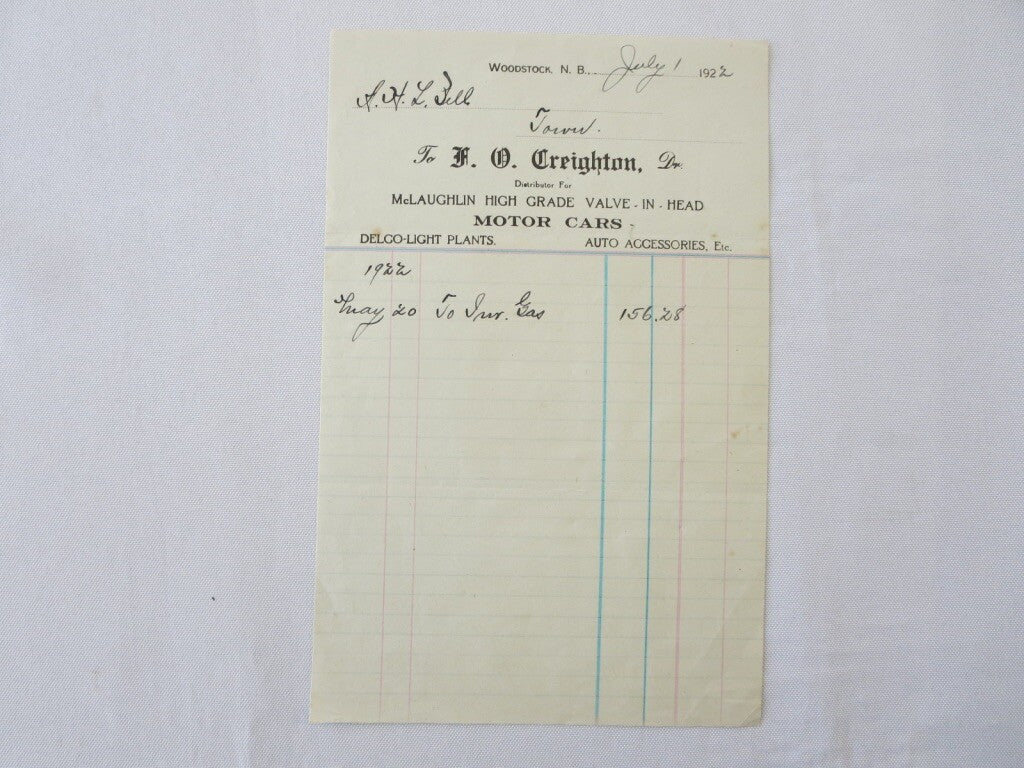 WOODSTOCK, N. B. July 1 1922
S. H. L. Bell
Town.
To F. O. Creighton, Dr.
Distributor For
McLAUGHLIN HIGH GRADE VALVE-IN-HEAD
MOTOR CARS-
DELCO-LIGHT PLANTS. AUTO ACCESSORIES, Etc.
1922
May 20 To Inv. Gas 156.28